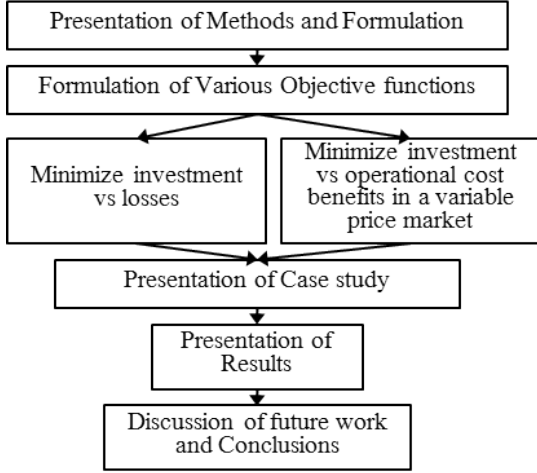 Presentation of Methods and Formulation
Formulation of Various Objective functions
Minimize investment
vs losses
Minimize investment
vs operational cost
benefits in a variable
price market
Presentation of Case study
Presentation of
Results
Discussion of future work
and Conclusions